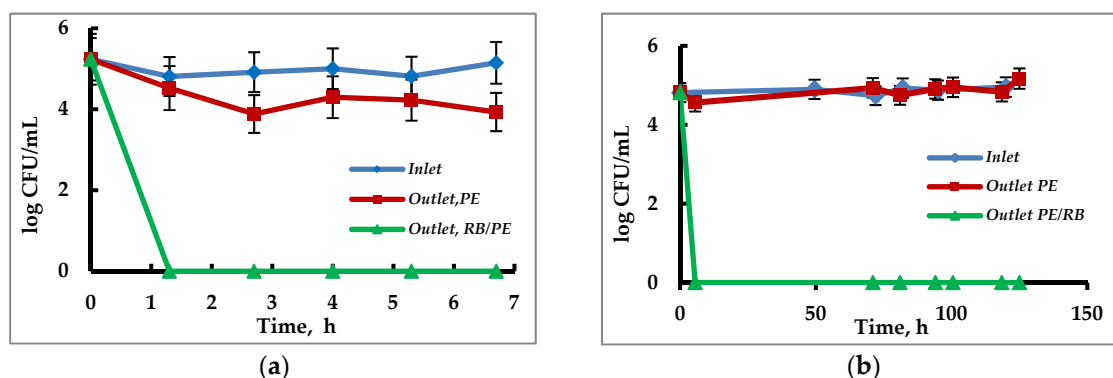 6
4
2
0
log CFU/mL
Inlet
Outlet,PE
Outlet, RB/PE
0 1 2 3 4 5 6 7
Time, h
(a)
6
4
2
0
log CFU/mL
Inlet
Outlet PE
Outlet PE/RB
0 50 100 150
Time, h
(b)